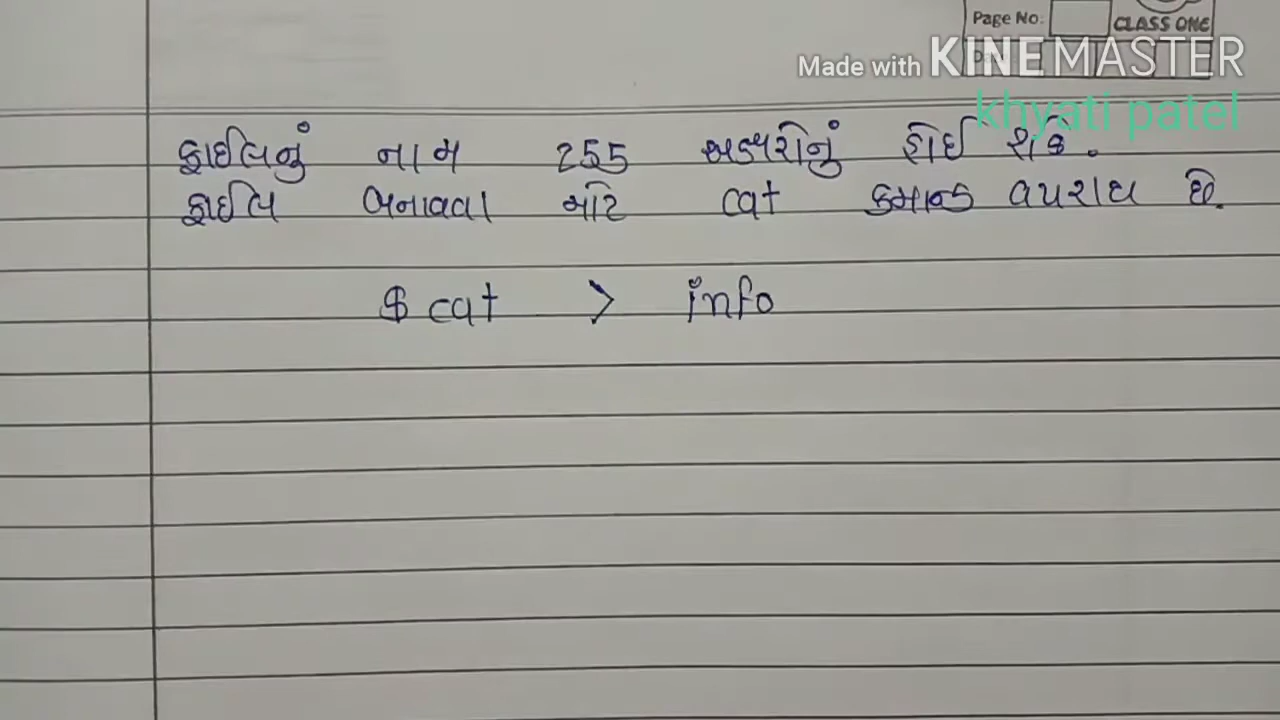 Page No.
CLASS ONE
Made with KINEMASTER
khyati patel
ફાઈલનું નામ 255 અક્ષરોનું હોઈ શકે.
ફાઈલ બનાવવા માટે cat કમાન્ડ વપરાય છે.
$ cat > info